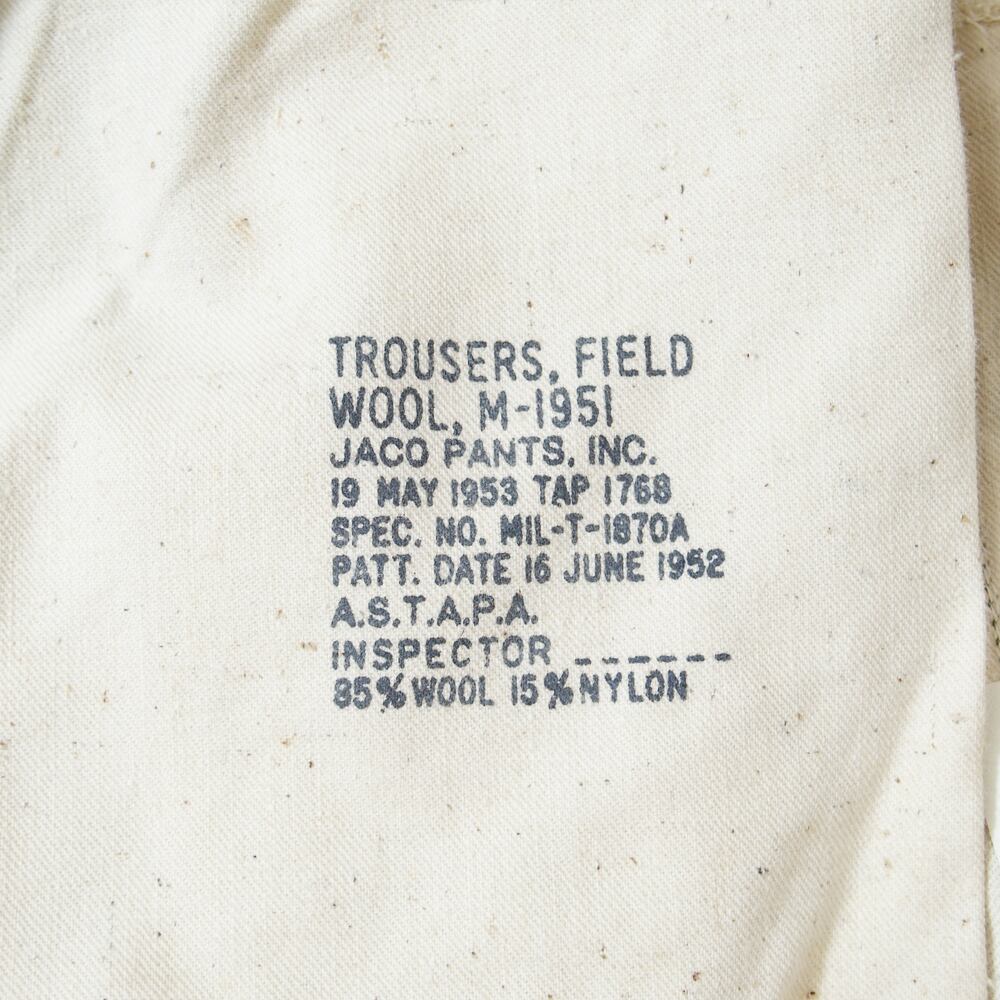 TROUSERS, FIELD
WOOL, M-1951
JACO PANTS, INC.
19 MAY 1953 TAP 1768
SPEC. NO. MIL-T-1870A
PATT. DATE 16 JUNE 1952
A.S.T.A.P.A.
INSPECTOR ______
85% WOOL 15% NYLON